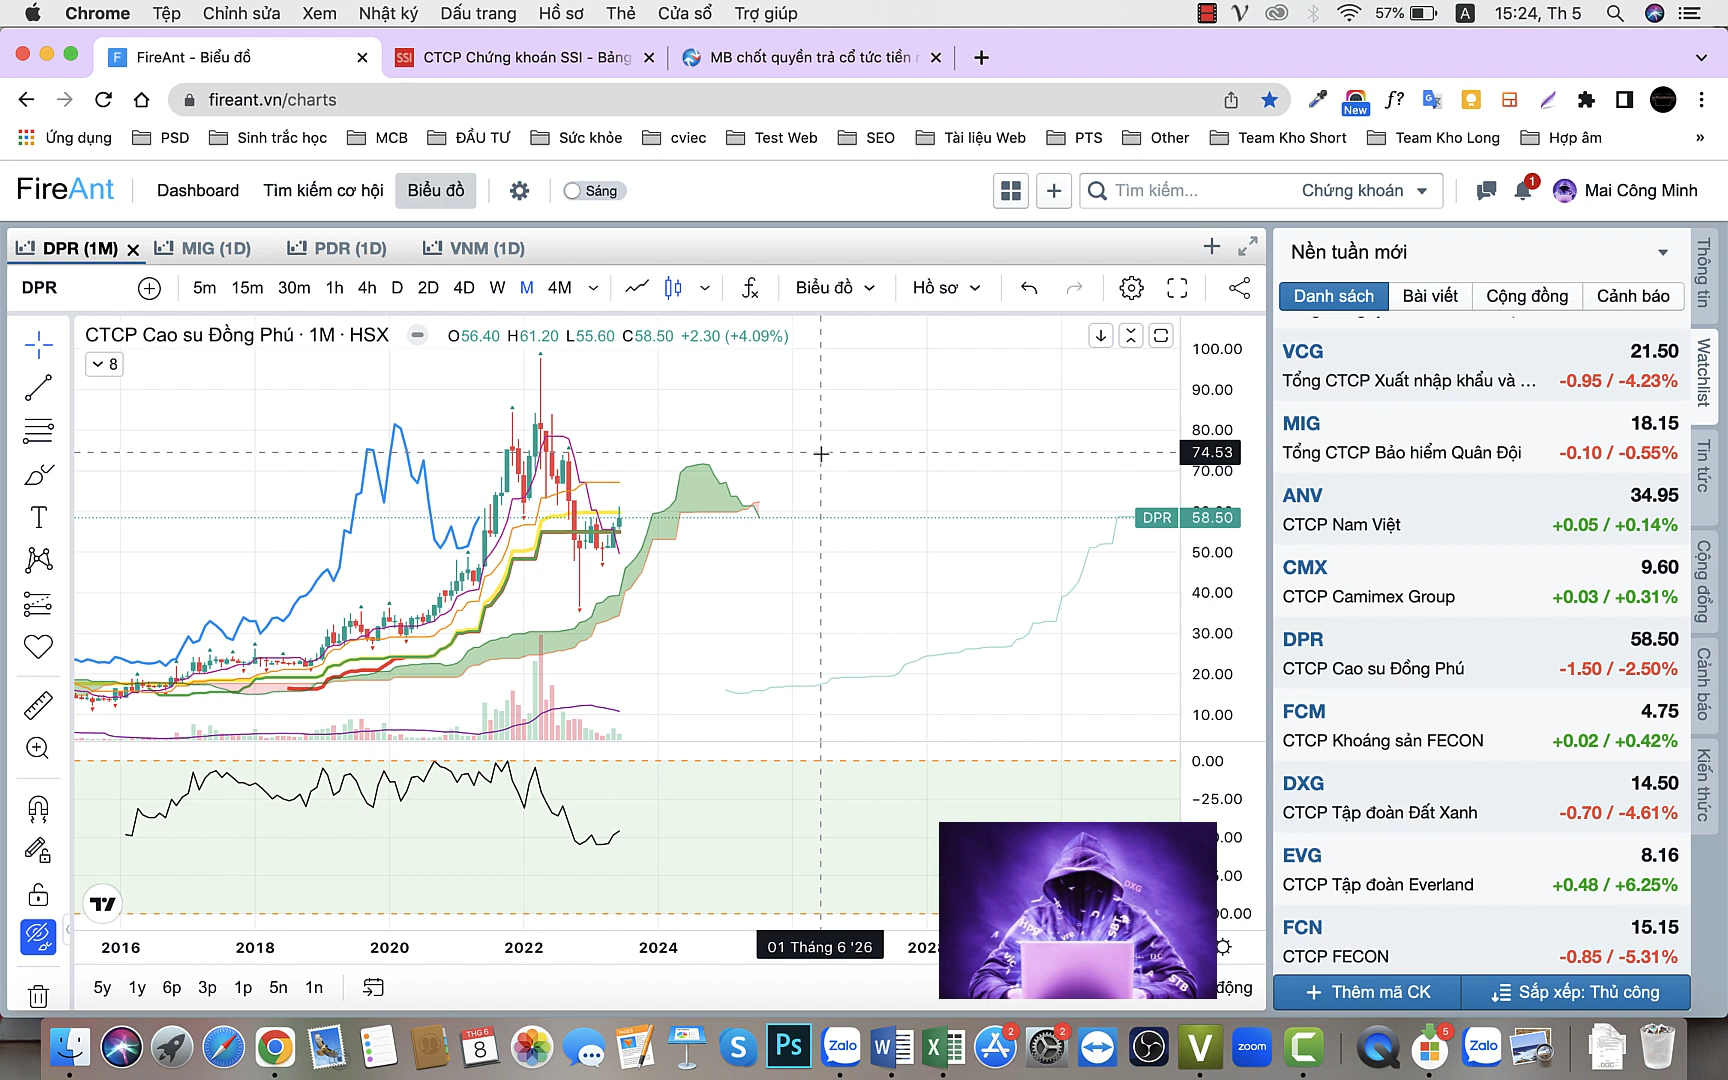 Chrome Tệp Chỉnh sửa Xem Nhật ký Dấu trang Hồ sơ Thẻ Cửa sổ Trợ giúp 57% A 15:24, Th 5
FireAnt - Biểu đồ
CTCP Chứng khoán SSI - Bảng
MB chốt quyền trả cổ tức tiền
fireant.vn/charts
New
Ứng dụng PSD Sinh trắc học MCB ĐẦU TƯ Sức khỏe cviec Test Web SEO Tài liệu Web PTS Other Team Kho Short Team Kho Long Hợp âm »
FireAnt Dashboard Tìm kiếm cơ hội Biểu đồ Sáng Tìm kiếm... Chứng khoán 1 Mai Công Minh
DPR (1M) MIG (1D) PDR (1D) VNM (1D)
DPR 5m 15m 30m 1h 4h D 2D 4D W M 4M Biểu đồ Hồ sơ
CTCP Cao su Đồng Phú · 1M · HSX O56.40 H61.20 L55.60 C58.50 +2.30 (+4.09%)
8
100.00
90.00
80.00
74.53
70.00
DPR 58.50
50.00
40.00
30.00
20.00
10.00
0.00
−25.00
2016 2018 2020 2022 2024 01 Tháng 6 '26
5y 1y 6p 3p 1p 5n 1n
Nền tuần mới
Danh sách Bài viết Cộng đồng Cảnh báo
VCG 21.50
Tổng CTCP Xuất nhập khẩu và ... -0.95 / -4.23%
MIG 18.15
Tổng CTCP Bảo hiểm Quân Đội -0.10 / -0.55%
ANV 34.95
CTCP Nam Việt +0.05 / +0.14%
CMX 9.60
CTCP Camimex Group +0.03 / +0.31%
DPR 58.50
CTCP Cao su Đồng Phú -1.50 / -2.50%
FCM 4.75
CTCP Khoáng sản FECON +0.02 / +0.42%
DXG 14.50
CTCP Tập đoàn Đất Xanh -0.70 / -4.61%
EVG 8.16
CTCP Tập đoàn Everland +0.48 / +6.25%
FCN 15.15
CTCP FECON -0.85 / -5.31%
Thêm mã CK Sắp xếp: Thủ công
Thông tin
Watchlist
Tin tức
Cộng đồng
Cảnh báo
Kiến thức
DXG
STB
THG 6
8
Ps
Zalo
W
X
2
2
V
zoom
C
5
Zalo
DOC